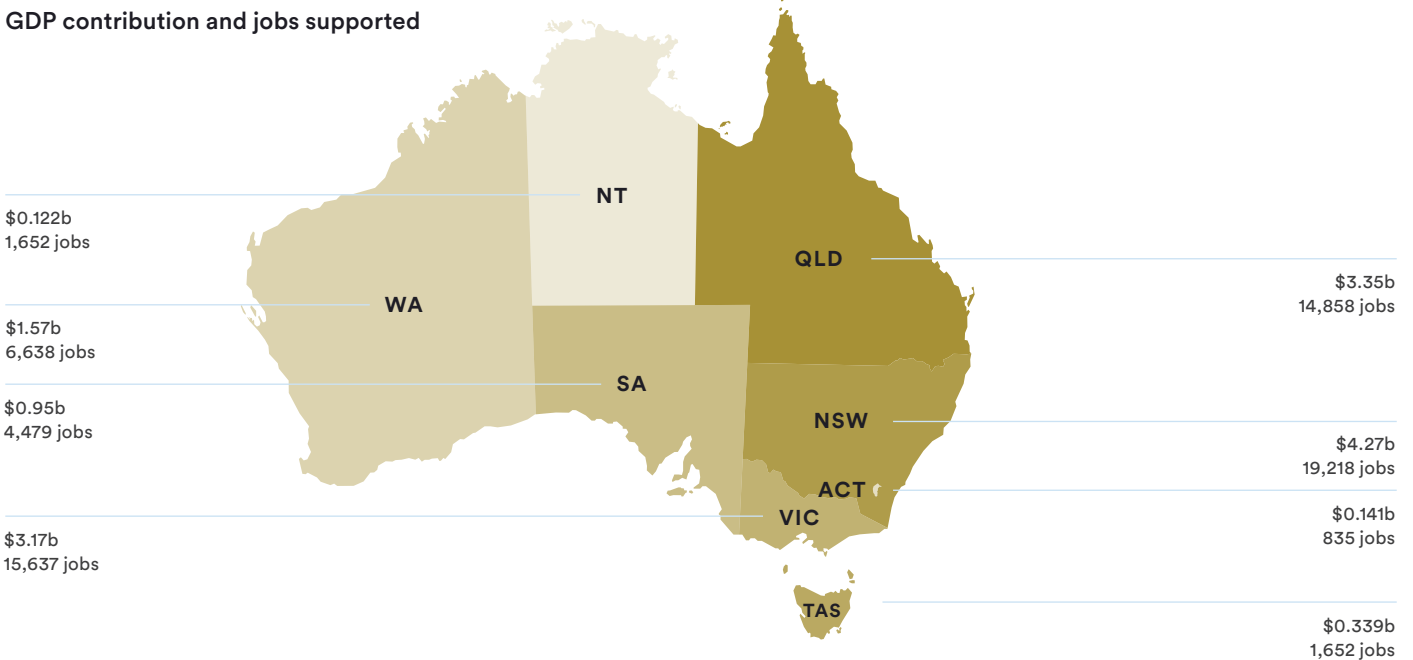 GDP contribution and jobs supported
NT
$0.122b
1,652 jobs
WA
$1.57b
6,638 jobs
SA
$0.95b
4,479 jobs
VIC
$3.17b
15,637 jobs
QLD
$3.35b
14,858 jobs
NSW
$4.27b
19,218 jobs
ACT
$0.141b
835 jobs
TAS
$0.339b
1,652 jobs